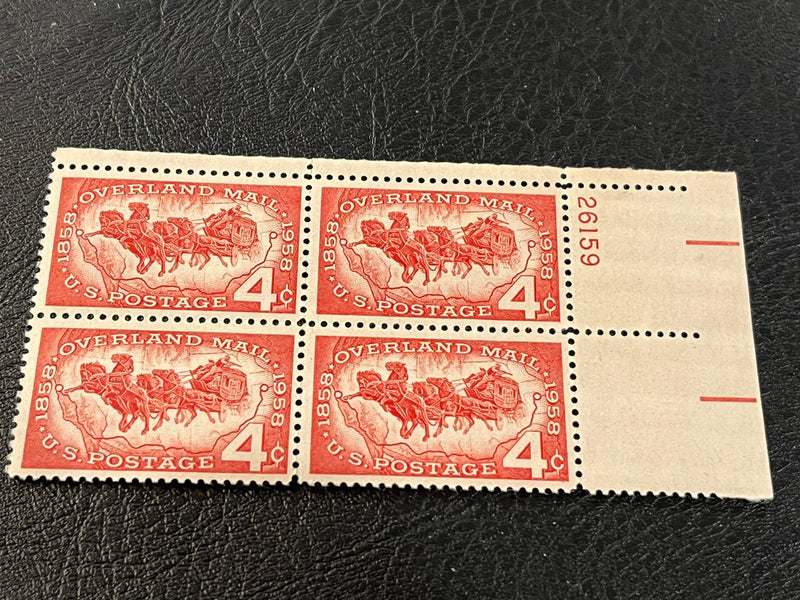 1858 · OVERLAND MAIL · 1958
· U.S. POSTAGE 4¢
1858 · OVERLAND MAIL · 1958
· U.S. POSTAGE 4¢
26159
1858 · OVERLAND MAIL · 1958
· U.S. POSTAGE 4¢
1858 · OVERLAND MAIL · 1958
· U.S. POSTAGE 4¢